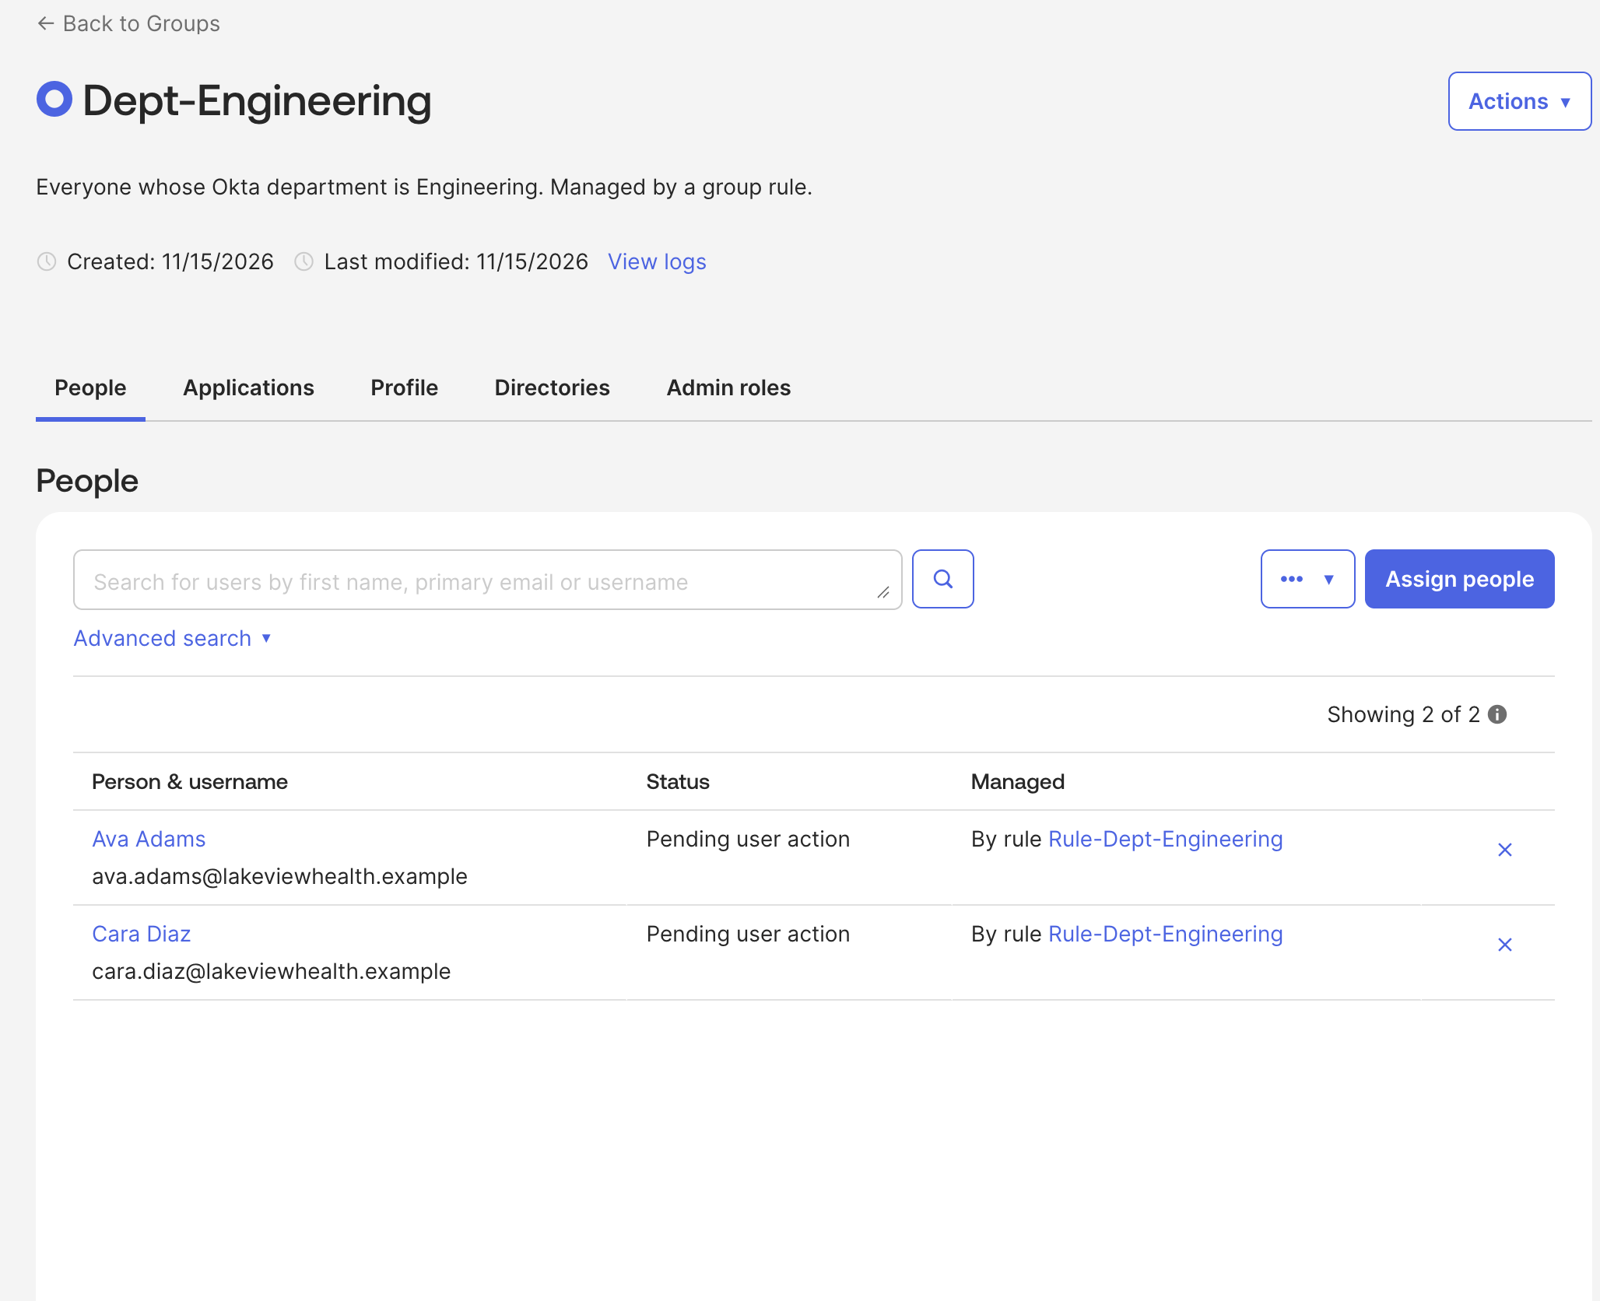 ← Back to Groups
Dept-Engineering
Actions ▼
Everyone whose Okta department is Engineering. Managed by a group rule.
Created: 11/15/2026 Last modified: 11/15/2026 View logs
People Applications Profile Directories Admin roles
People
Search for users by first name, primary email or username
••• ▼
Assign people
Advanced search ▼
Showing 2 of 2
Person & username Status Managed
Ava Adams Pending user action By rule Rule-Dept-Engineering
ava.adams@lakeviewhealth.example
Cara Diaz Pending user action By rule Rule-Dept-Engineering
cara.diaz@lakeviewhealth.example